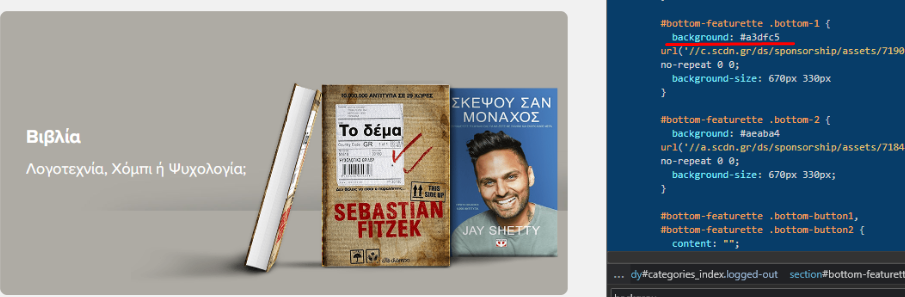 Βιβλία
Λογοτεχνία, Χόμπι ή Ψυχολογία;
10.000.000 ΑΝΤΙΤΥΠΑ ΣΕ 29 ΧΩΡΕΣ
Το δέμα
GR
THIS
SIDE UP
SEBASTIAN
FITZEK
ΣΚΕΨΟΥ ΣΑΝ
ΜΟΝΑΧΟΣ
JAY SHETTY
#bottom-featurette .bottom-1 {
background: #a3dfc5
url('//c.scdn.gr/ds/sponsorship/assets/7190
no-repeat 0 0;
background-size: 670px 330px
}
#bottom-featurette .bottom-2 {
background: #aeaba4
url('//a.scdn.gr/ds/sponsorship/assets/7184
no-repeat 0 0;
background-size: 670px 330px;
}
#bottom-featurette .bottom-button1,
#bottom-featurette .bottom-button2 {
content: "";
... dy#categories_index.logged-out section#bottom-featurett